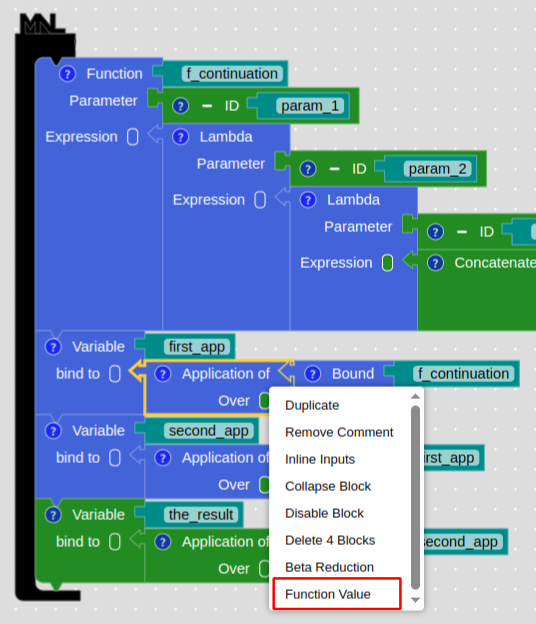 MNL
? Function f_continuation
Parameter ? − ID param_1
Expression ? Lambda
Parameter ? − ID param_2
Expression ? Lambda
Parameter ? − ID
Expression ? Concatenate
? Variable first_app
bind to ? Application of ? Bound f_continuation
Over
? Variable second_app
bind to ? Application of rst_app
Over
? Variable the_result
bind to ? Application of second_app
Over
Duplicate
Remove Comment
Inline Inputs
Collapse Block
Disable Block
Delete 4 Blocks
Beta Reduction
Function Value